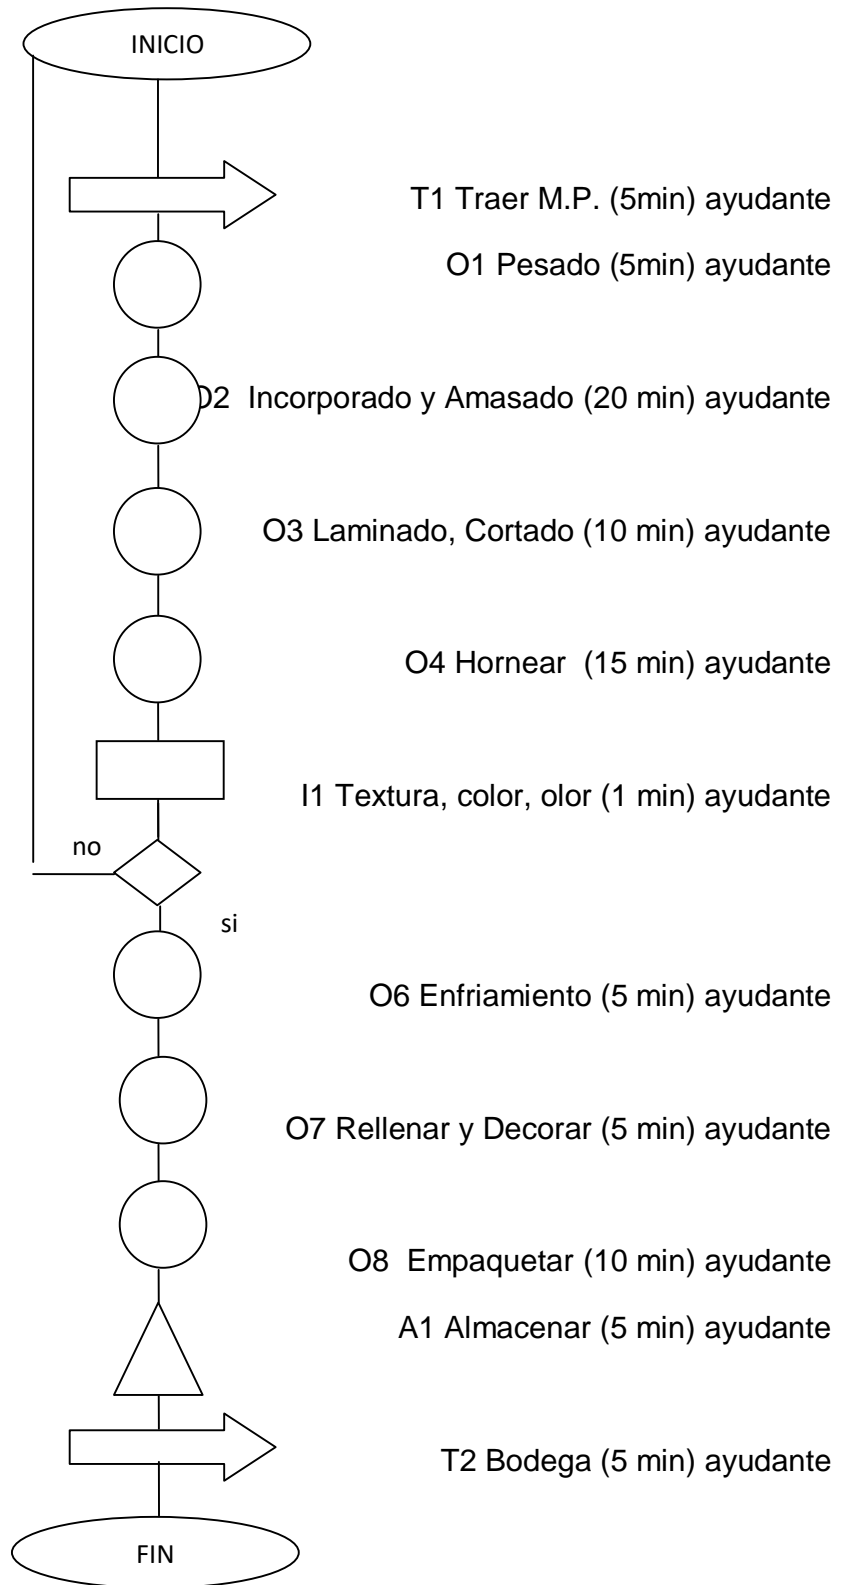 INICIO
T1 Traer M.P. (5min) ayudante
O1 Pesado (5min) ayudante
O2 Incorporado y Amasado (20 min) ayudante
O3 Laminado, Cortado (10 min) ayudante
O4 Hornear (15 min) ayudante
I1 Textura, color, olor (1 min) ayudante
no
si
O6 Enfriamiento (5 min) ayudante
O7 Rellenar y Decorar (5 min) ayudante
O8 Empaquetar (10 min) ayudante
A1 Almacenar (5 min) ayudante
T2 Bodega (5 min) ayudante
FIN